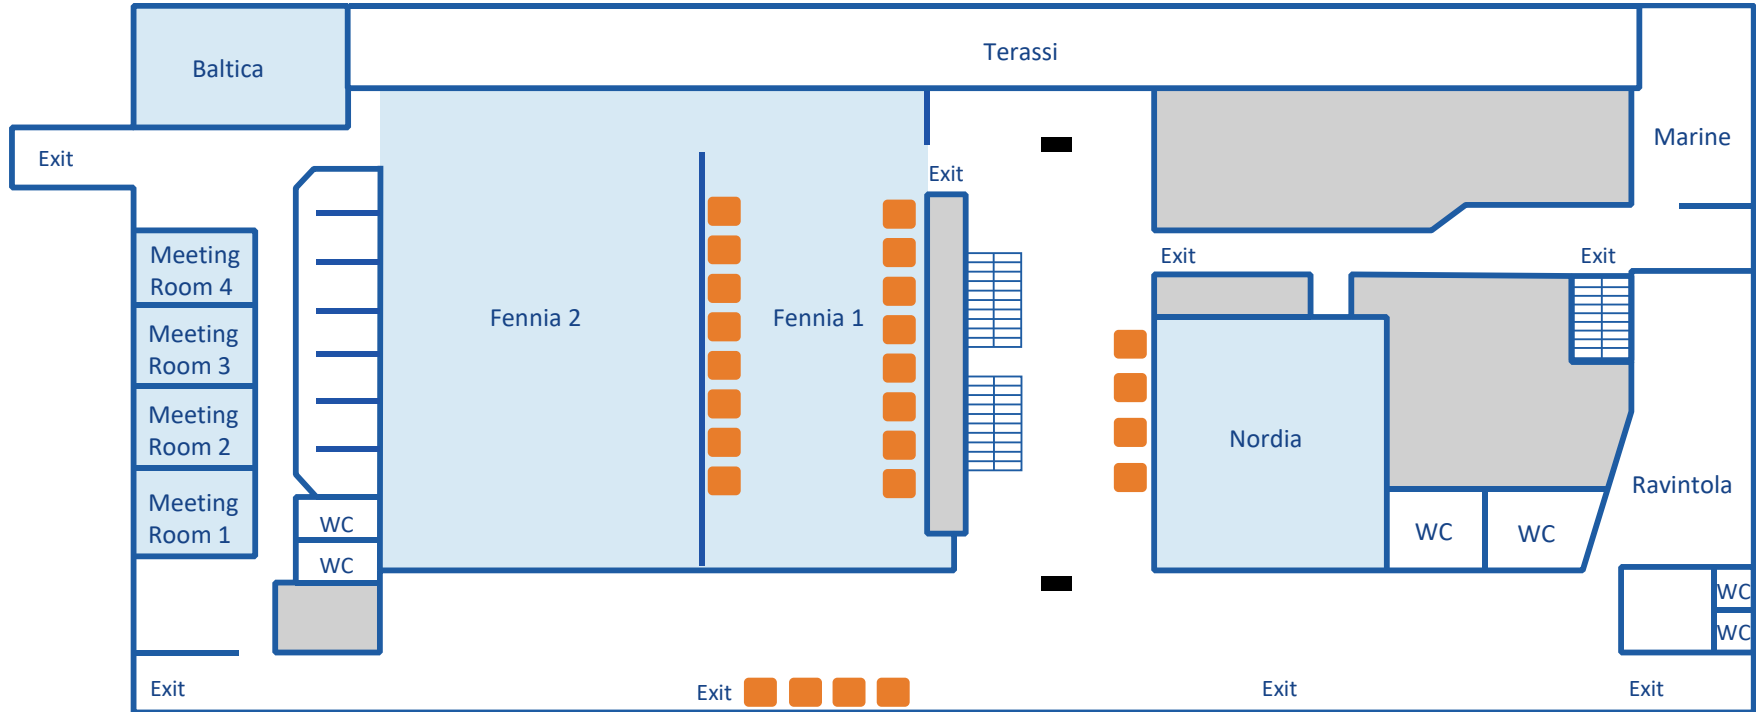 Terassi
Baltica
Marine
Exit
Exit
Meeting
Room 4
Exit
Exit
Meeting
Room 3
Fennia 2
Fennia 1
Meeting
Room 2
Nordia
Ravintola
Meeting
Room 1
WC
WC
WC
WC
WC
WC
Exit
Exit
Exit
Exit